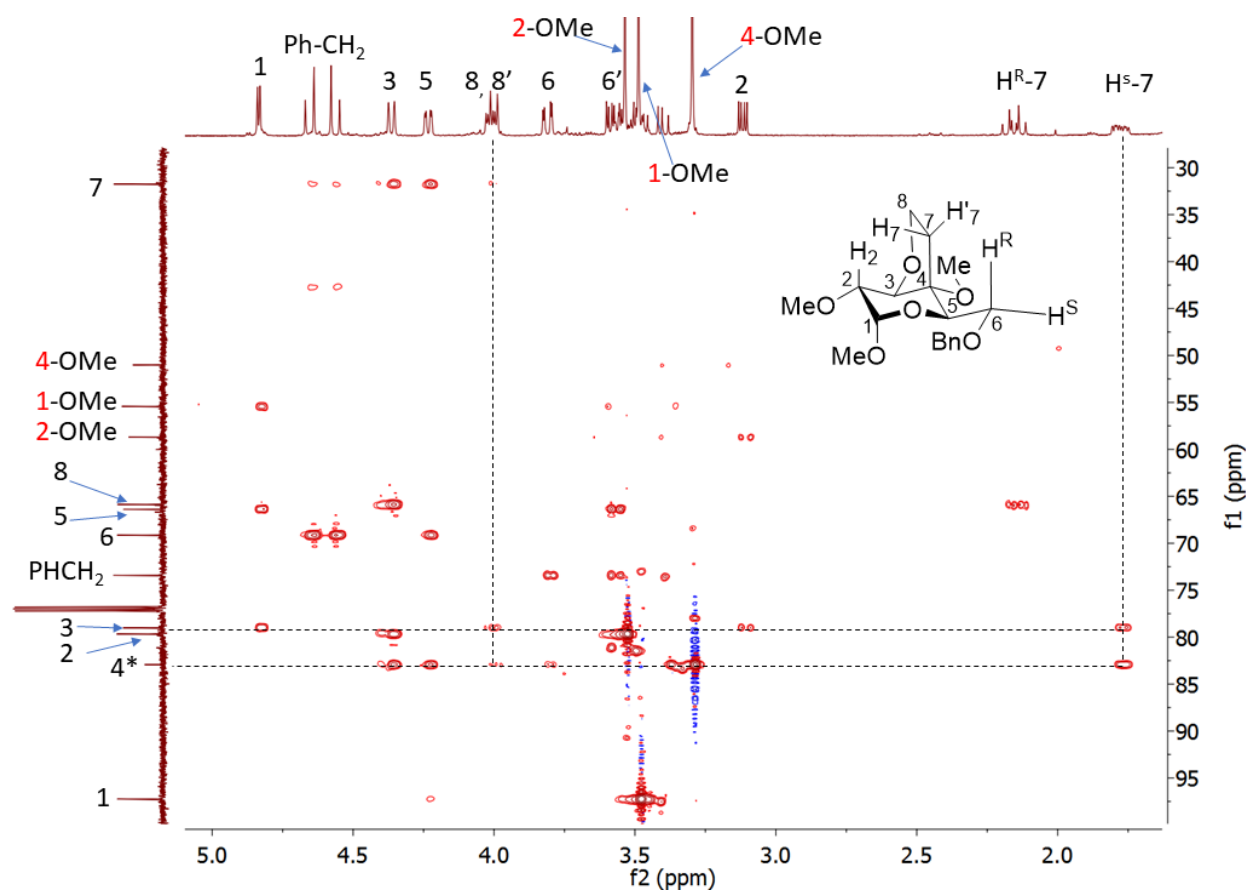 2-OMe
4-OMe
Ph-CH2
1
3
5
8,
8'
6
6'
2
HR-7
Hs-7
1-OMe
7
4-OMe
1-OMe
2-OMe
8
5
6
PHCH2
3
2
4*
1
8
H7
7
H'7
H2
O
Me
HR
2
3
4
O
MeO
O
5
6
HS
1
BnO
MeO
30
35
40
45
50
55
60
65
70
75
80
85
90
95
f1 (ppm)
5.0
4.5
4.0
3.5
3.0
2.5
2.0
f2 (ppm)